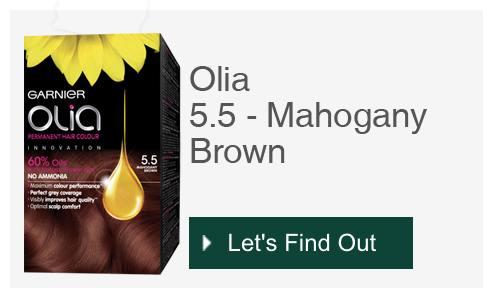 GARNIER
Olia
PERMANENT HAIR COLOUR
INNOVATION
60% Oils
NO AMMONIA
5.5
MAHOGANY
BROWN
Maximum colour performance
Perfect grey coverage
Visibly improves hair quality
Optimal scalp comfort
Olia
5.5 - Mahogany
Brown
Let's Find Out